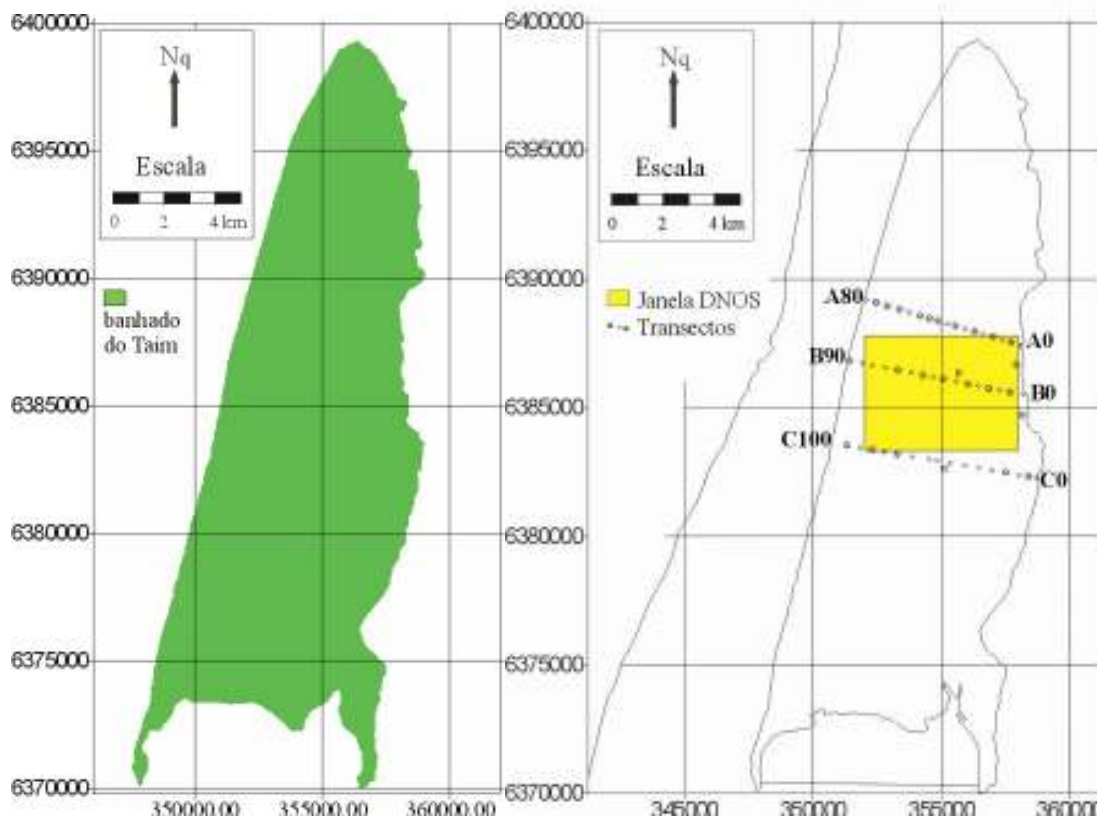 6400000
Nq
Escala
0 2 4 km
6395000
6390000
banhado
do Taim
6385000
6380000
6375000
6370000
350000.00 355000.00 360000.00
6400000
Nq
Escala
0 2 4 km
6395000
6390000
Janela DNOS
Transectos
A80
A0
B90
B0
6385000
C100
C0
6380000
6375000
6370000
345000 350000 355000 360000